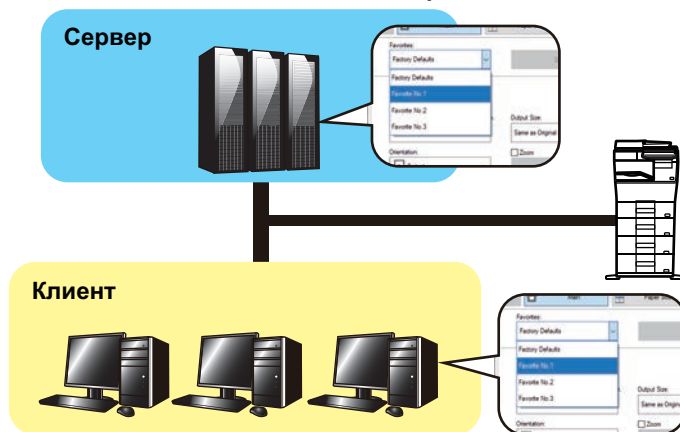 Сервер
Favorites:
Factory Defaults
Factory Defaults
Favorite No.1
Favorite No.2
Favorite No.3
Output Size:
Same as Original
Orientation:
Zoom
Клиент
Main
Favorites:
Factory Defaults
Factory Defaults
Favorite No.1
Favorite No.2
Favorite No.3
Output Size:
Same as Origin
Orientation:
Zoom